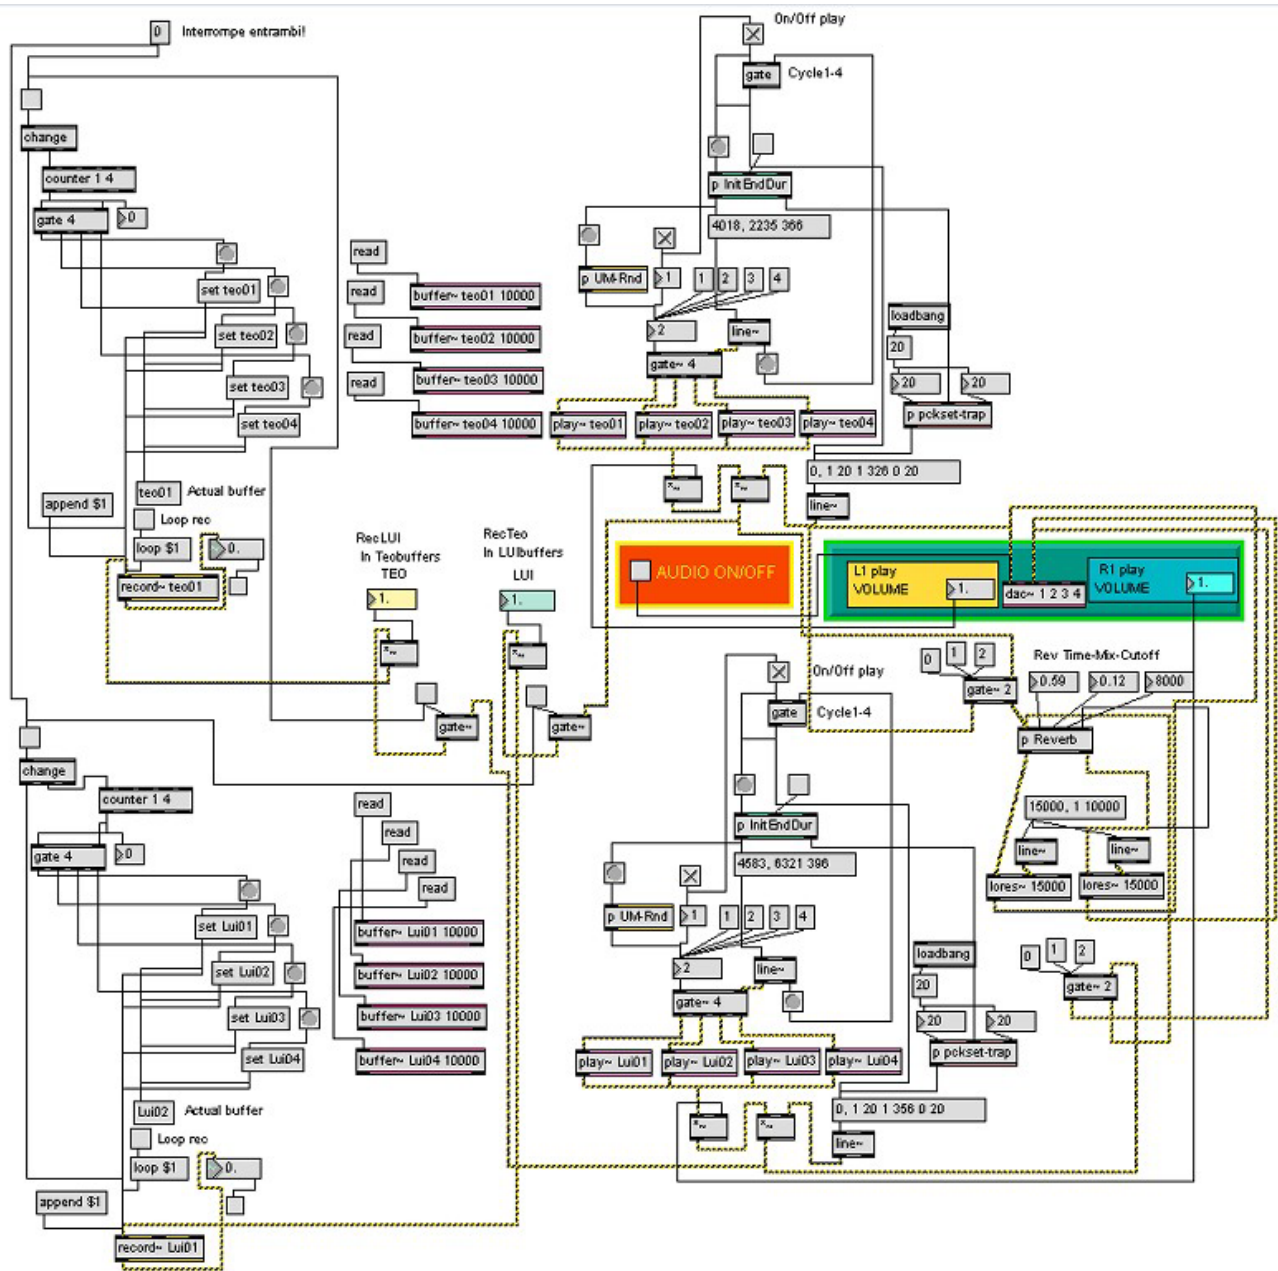 0 Interrompe entrambi!
On/Off play
gate Cycle1-4
change
counter 1 4
gate 4 0
p InitEndDur
4018, 2235 366
read
set teo01
p UM-Rnd 1 1 2 3 4
read buffer~ teo01 10000
set teo02
read buffer~ teo02 10000
2 line~
loadbang
20
gate~ 4
set teo03
read buffer~ teo03 10000
20 20
set teo04
buffer~ teo04 10000
play~ teo01 play~ teo02 play~ teo03 play~ teo04
p pckset-trap
0, 1 20 1 326 0 20
teo01 Actual buffer
append $1
Loop rec
line~
loop $1 0.
record~ teo01
RecLUI
In Teobuffers
TEO
1.
RecTeo
In LUIbuffers
LUI
1.
AUDIO ON/OFF
L1 play
VOLUME 1.
dac~ 1 2 3 4
R1 play
VOLUME 1.
gate~ gate~
On/Off play
gate Cycle1-4
0 1 2
gate~ 2
Rev Time-Mix-Cutoff
0.59 0.12 8000
p Reverb
15000, 1 10000
line~ line~
lores~ 15000 lores~ 15000
change
counter 1 4
gate 4 0
read
read
read
read
p InitEndDur
4583, 6321 396
set Lui01
buffer~ Lui01 10000
p UM-Rnd 1 1 2 3 4
set Lui02
buffer~ Lui02 10000
2 line~
loadbang
20
0 1 2
gate~ 2
set Lui03
buffer~ Lui03 10000
gate~ 4
20 20
set Lui04
buffer~ Lui04 10000
play~ Lui01 play~ Lui02 play~ Lui03 play~ Lui04
p pckset-trap
0, 1 20 1 356 0 20
line~
Lui02 Actual buffer
Loop rec
loop $1 0.
append $1
record~ Lui01